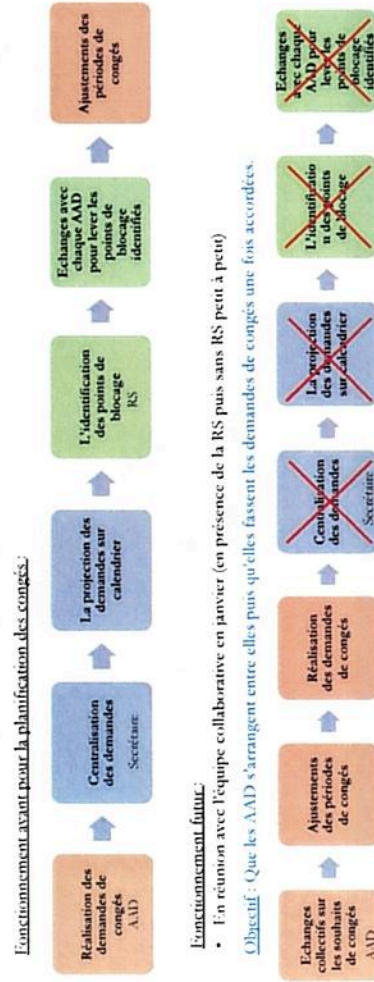 Fonctionnement avant pour la planification des congés :
Réalisation des
demandes de
congés
AAD
Centralisation
des demandes
Secrétaire
La projection des
demandes sur
calendrier
L'identification
des points de
blocage
RS
Echanges avec
chaque AAD
pour lever les
points de
blocage
identifiés
Ajustements des
périodes de
congés
Fonctionnement futur :
• En réunion avec l'équipe collaborative en janvier (en présence de la RS puis sans RS petit à petit)
Objectif : Que les AAD s'arrangent entre elles puis qu'elles fassent les demandes de congés une fois accordées.
Echanges
collectifs sur
les souhaits
de congés
AAD
Ajustements
des périodes
de congés
Réalisation
des demandes
de congés
Centralisation
des demandes
Secrétaire
La projection
des demandes
sur calendrier
L'identificatio
n des points
de blocage
Echanges
avec chaque
AAD pour
lever les
points de
blocage
identifiés